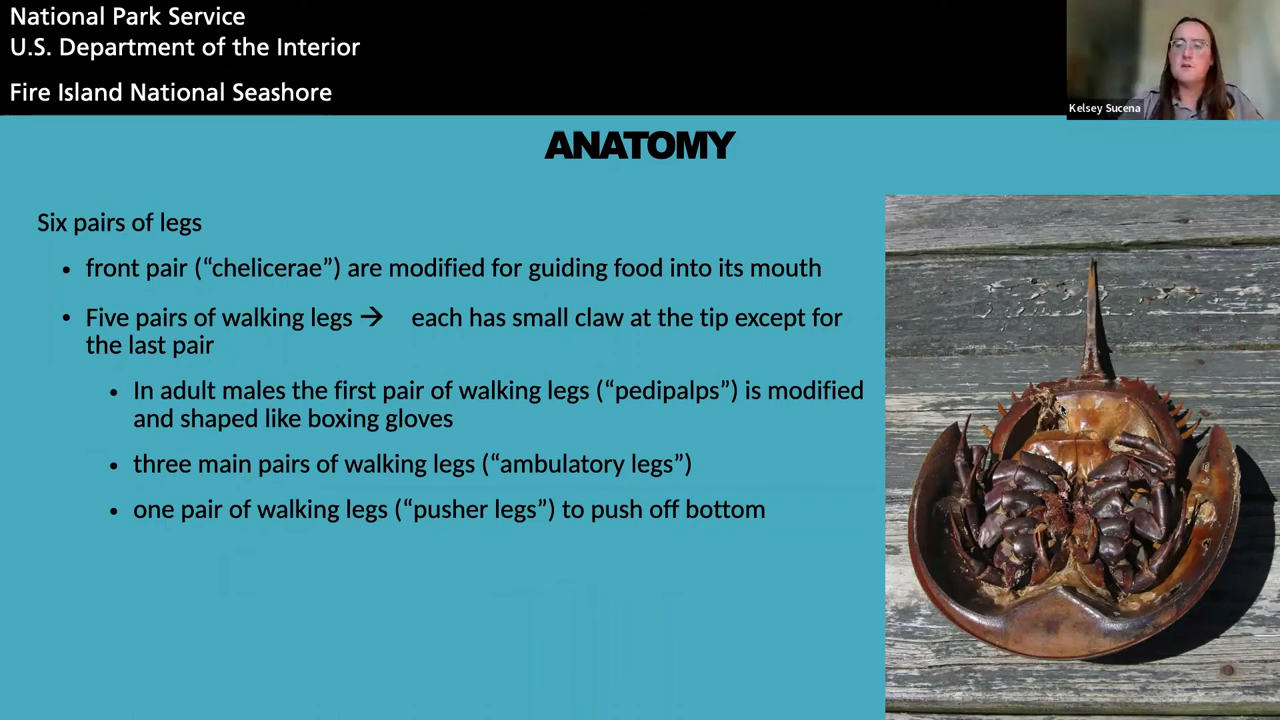 National Park Service
U.S. Department of the Interior
Fire Island National Seashore
Kelsey Sucena
ANATOMY
Six pairs of legs
• front pair (“chelicerae”) are modified for guiding food into its mouth
• Five pairs of walking legs → each has small claw at the tip except for
the last pair
• In adult males the first pair of walking legs (“pedipalps”) is modified
and shaped like boxing gloves
• three main pairs of walking legs (“ambulatory legs”)
• one pair of walking legs (“pusher legs”) to push off bottom